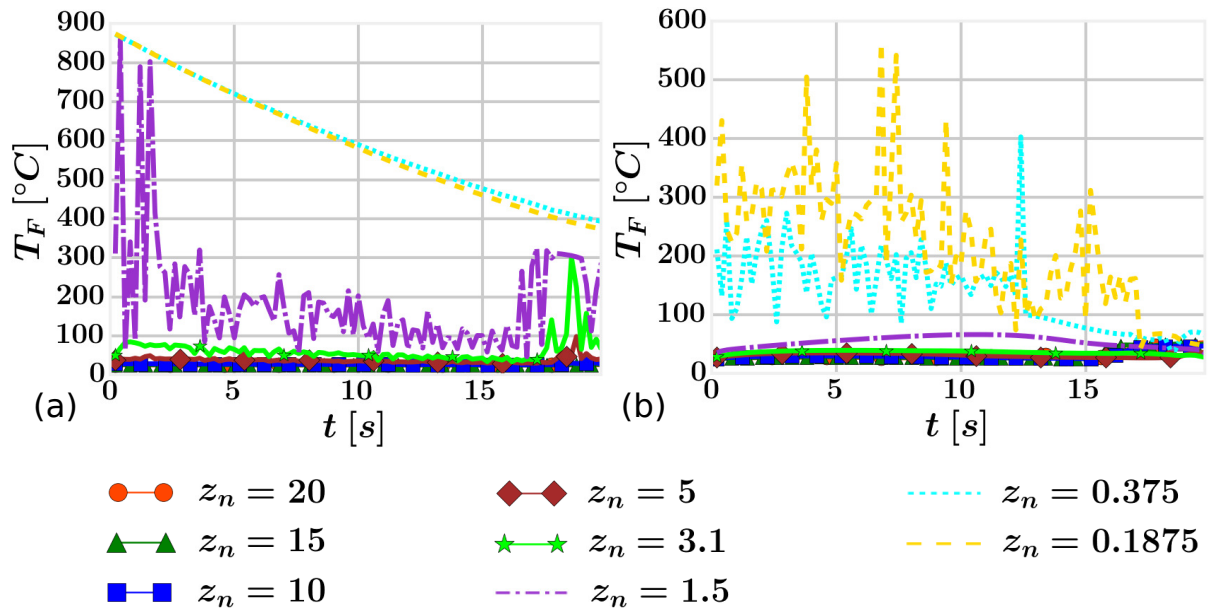 900
800
700
600
500
400
300
200
100
0
T_F [°C]
0 5 10 15
t [s]
(a)
600
500
400
300
200
100
0
T_F [°C]
0 5 10 15
t [s]
(b)
z_n = 20
z_n = 15
z_n = 10
z_n = 5
z_n = 3.1
z_n = 1.5
z_n = 0.375
z_n = 0.1875